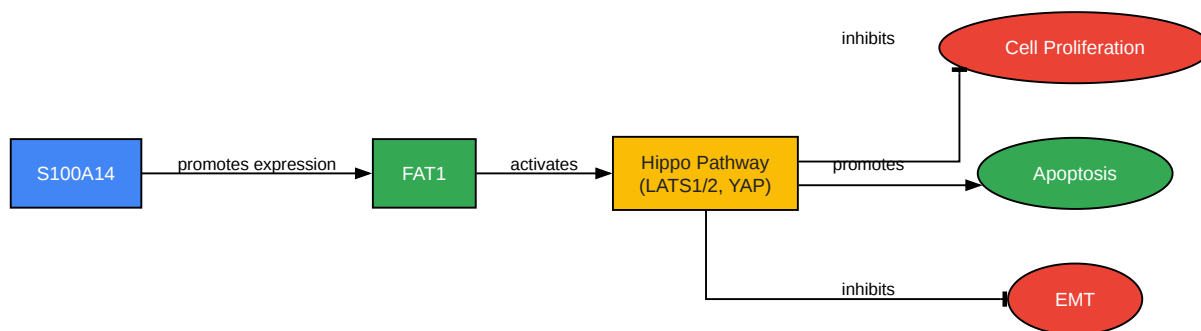 inhibits
Cell Proliferation
S100A14
promotes expression
FAT1
activates
Hippo Pathway
(LATS1/2, YAP)
promotes
Apoptosis
inhibits
EMT